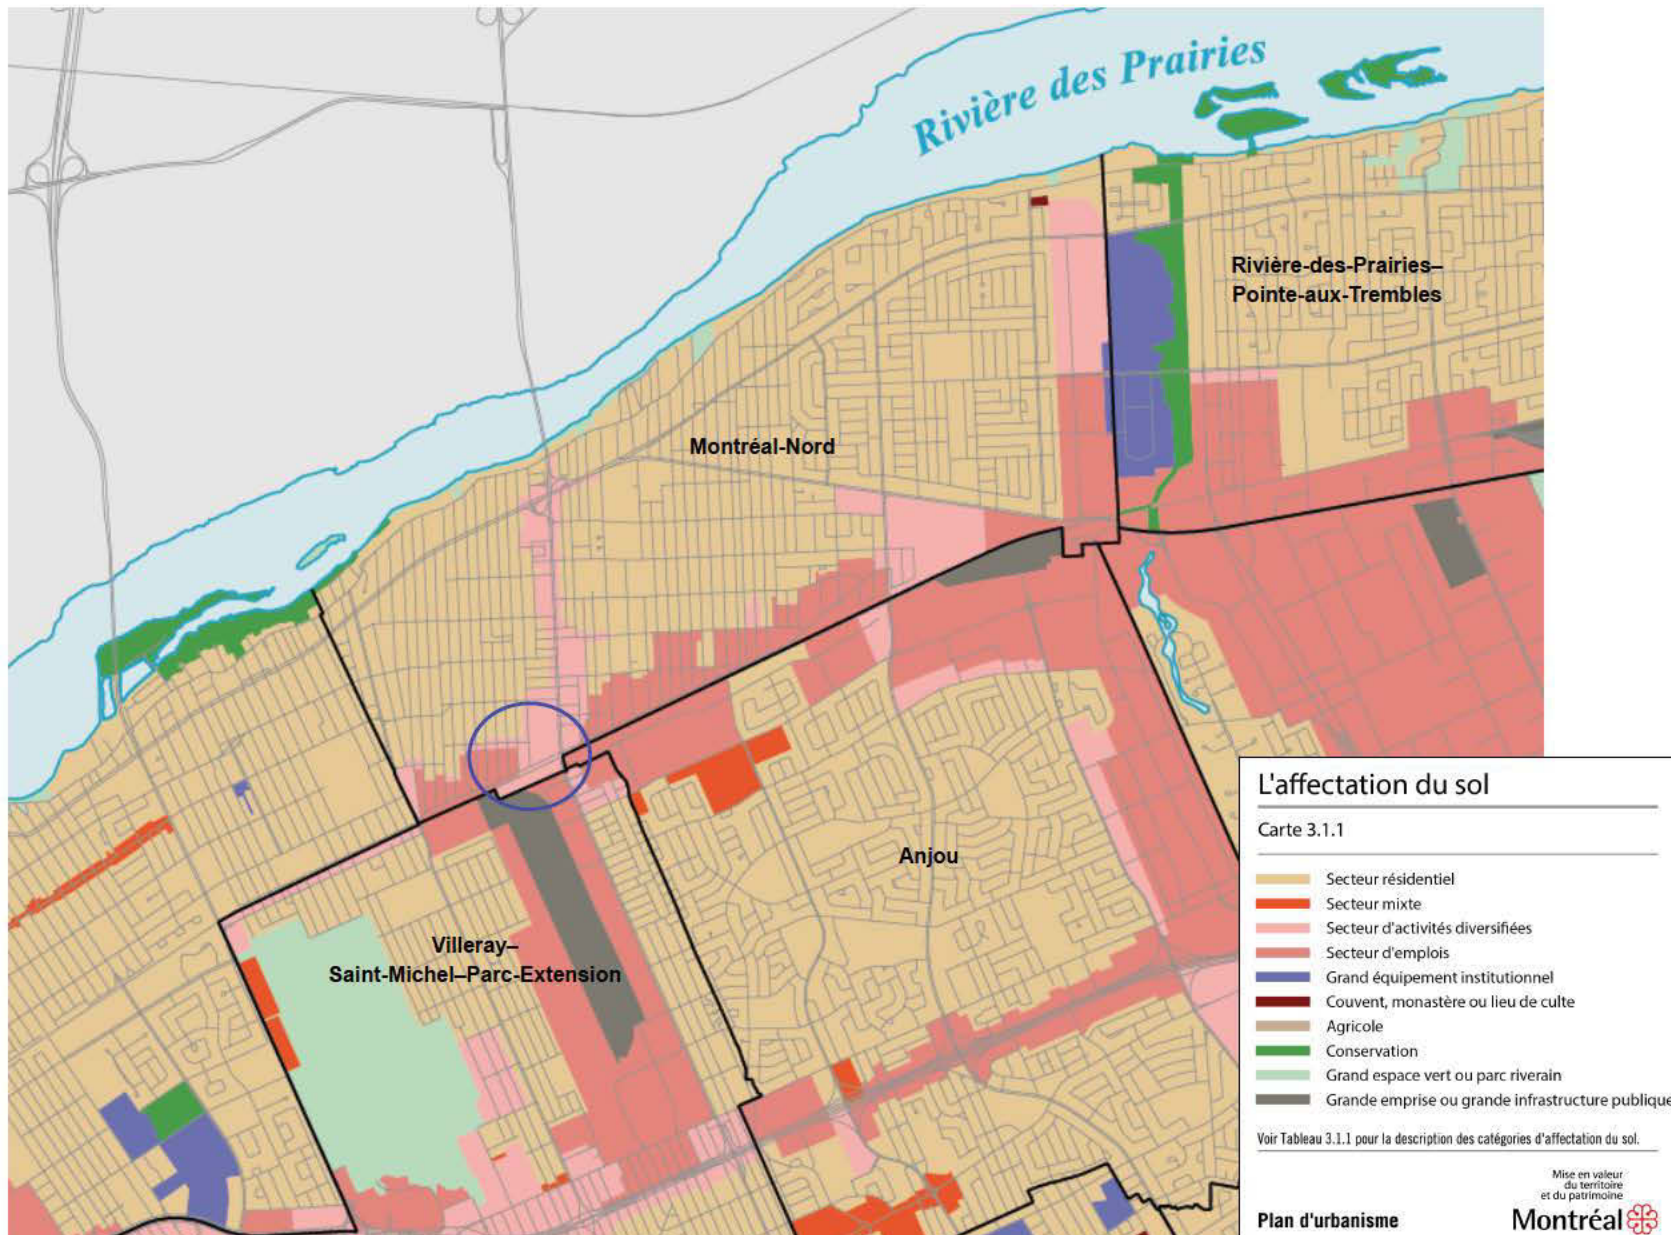 Rivière des Prairies
Rivière-des-Prairies–
Pointe-aux-Trembles
Montréal-Nord
Anjou
Villeray–
Saint-Michel–Parc-Extension
L'affectation du sol
Carte 3.1.1
Secteur résidentiel
Secteur mixte
Secteur d'activités diversifiées
Secteur d'emplois
Grand équipement institutionnel
Couvent, monastère ou lieu de culte
Agricole
Conservation
Grand espace vert ou parc riverain
Grande emprise ou grande infrastructure publique
Voir Tableau 3.1.1 pour la description des catégories d'affectation du sol.
Mise en valeur
du territoire
et du patrimoine
Plan d'urbanisme
Montréal